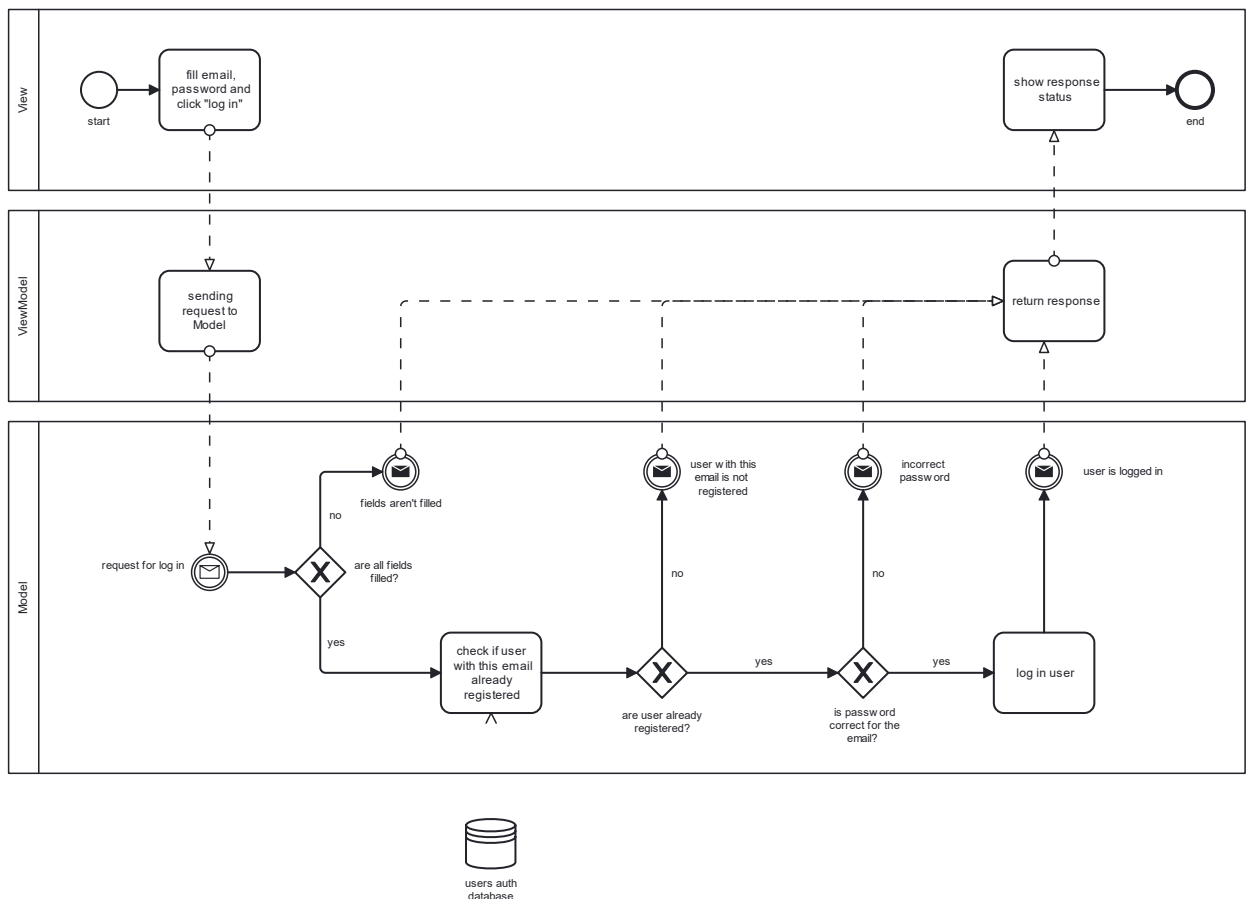 View
start
fill email,
password and
click "log in"
show response
status
end
ViewModel
sending
request to
Model
return response
Model
request for log in
no
are all fields
filled?
yes
fields aren't filled
check if user
with this email
already
registered
user with this
email is not
registered
no
are user already
registered?
yes
incorrect
password
no
is password
correct for the
email?
yes
user is logged in
log in user
users auth
database